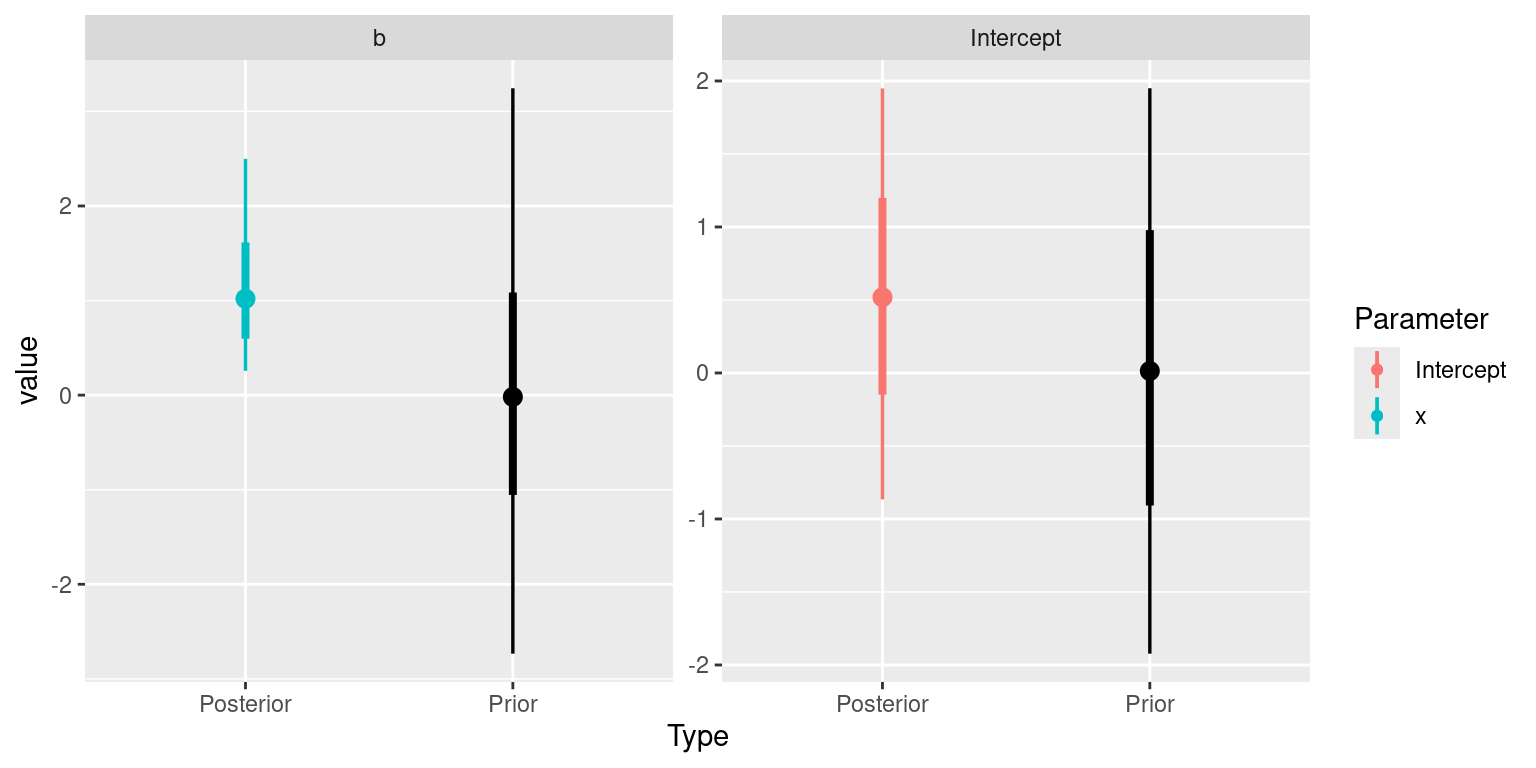 b
Intercept
value
2
0
-2
2
1
0
-1
-2
Posterior
Prior
Posterior
Prior
Type
Parameter
Intercept
x